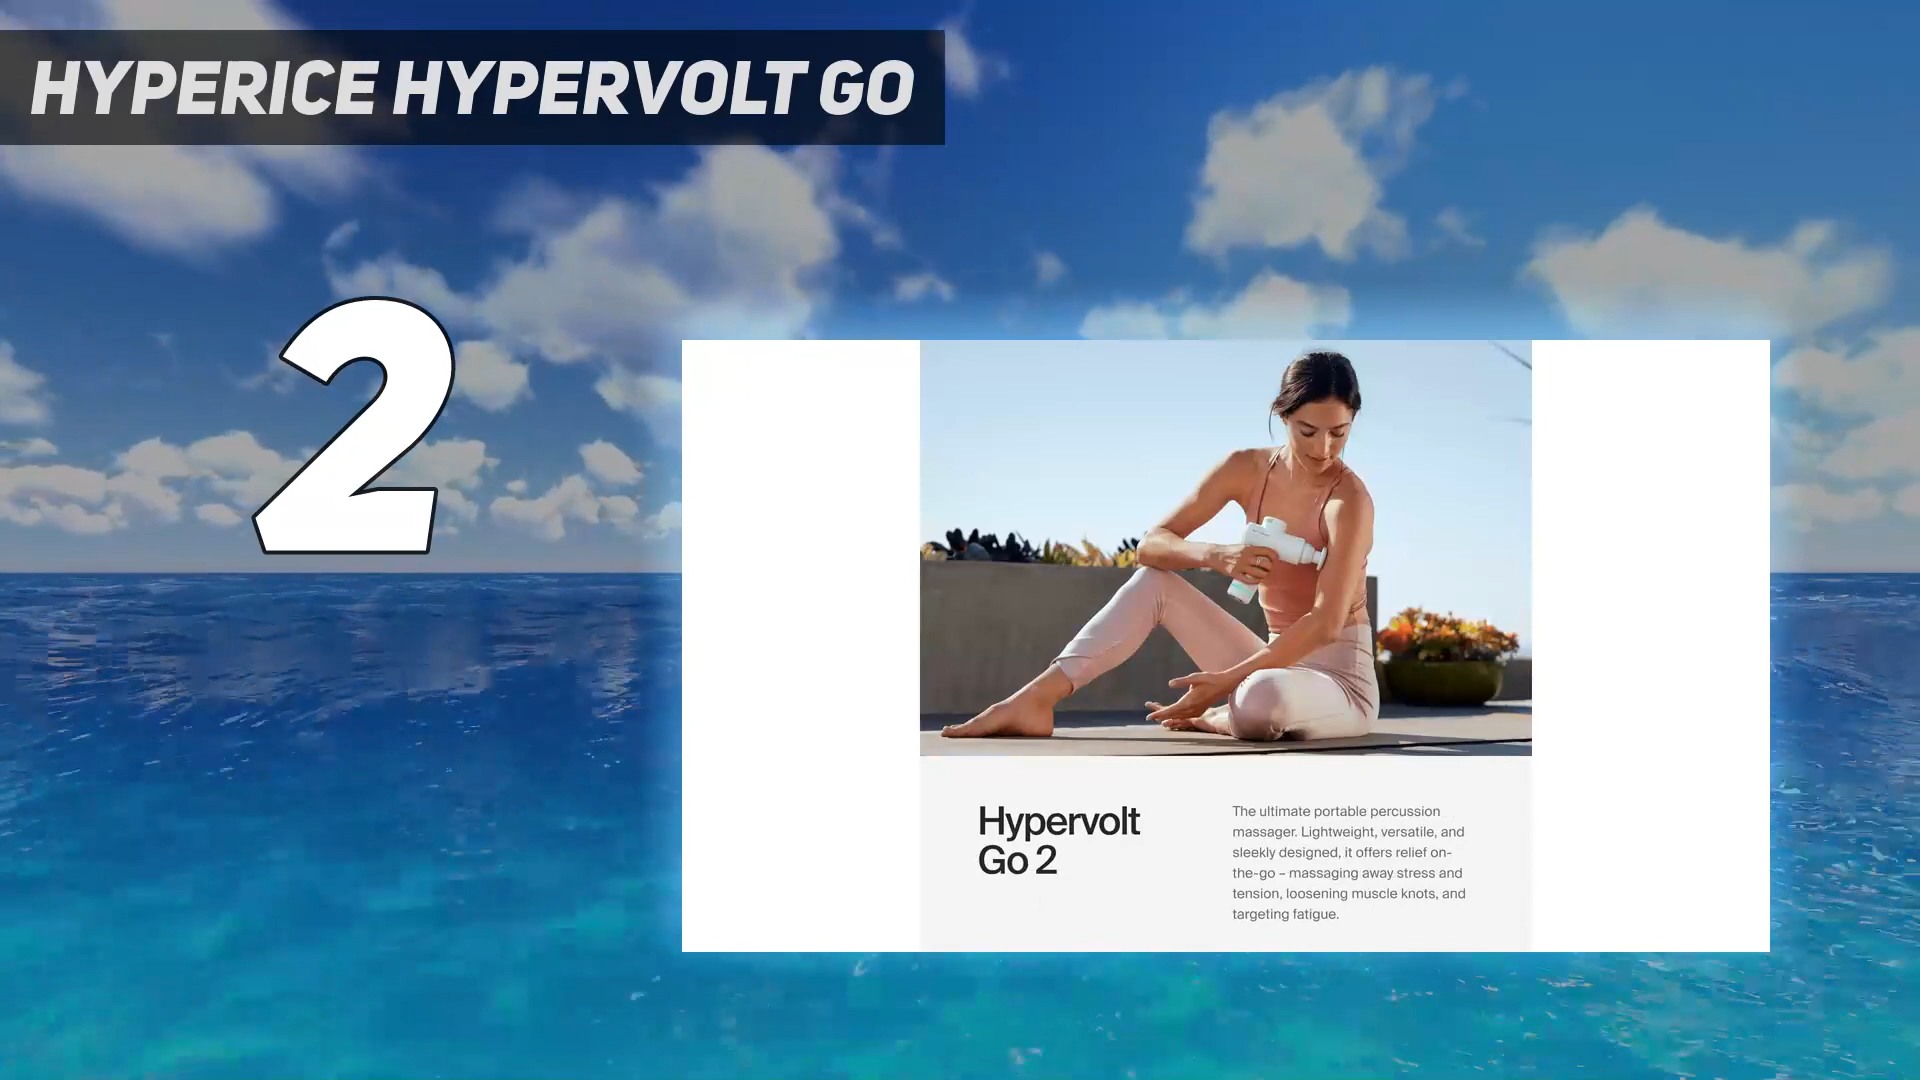 HYPERICE HYPERVOLT GO
2
Hypervolt
Go 2
The ultimate portable percussion
massager. Lightweight, versatile, and
sleekly designed, it offers relief on-
the-go – massaging away stress and
tension, loosening muscle knots, and
targeting fatigue.